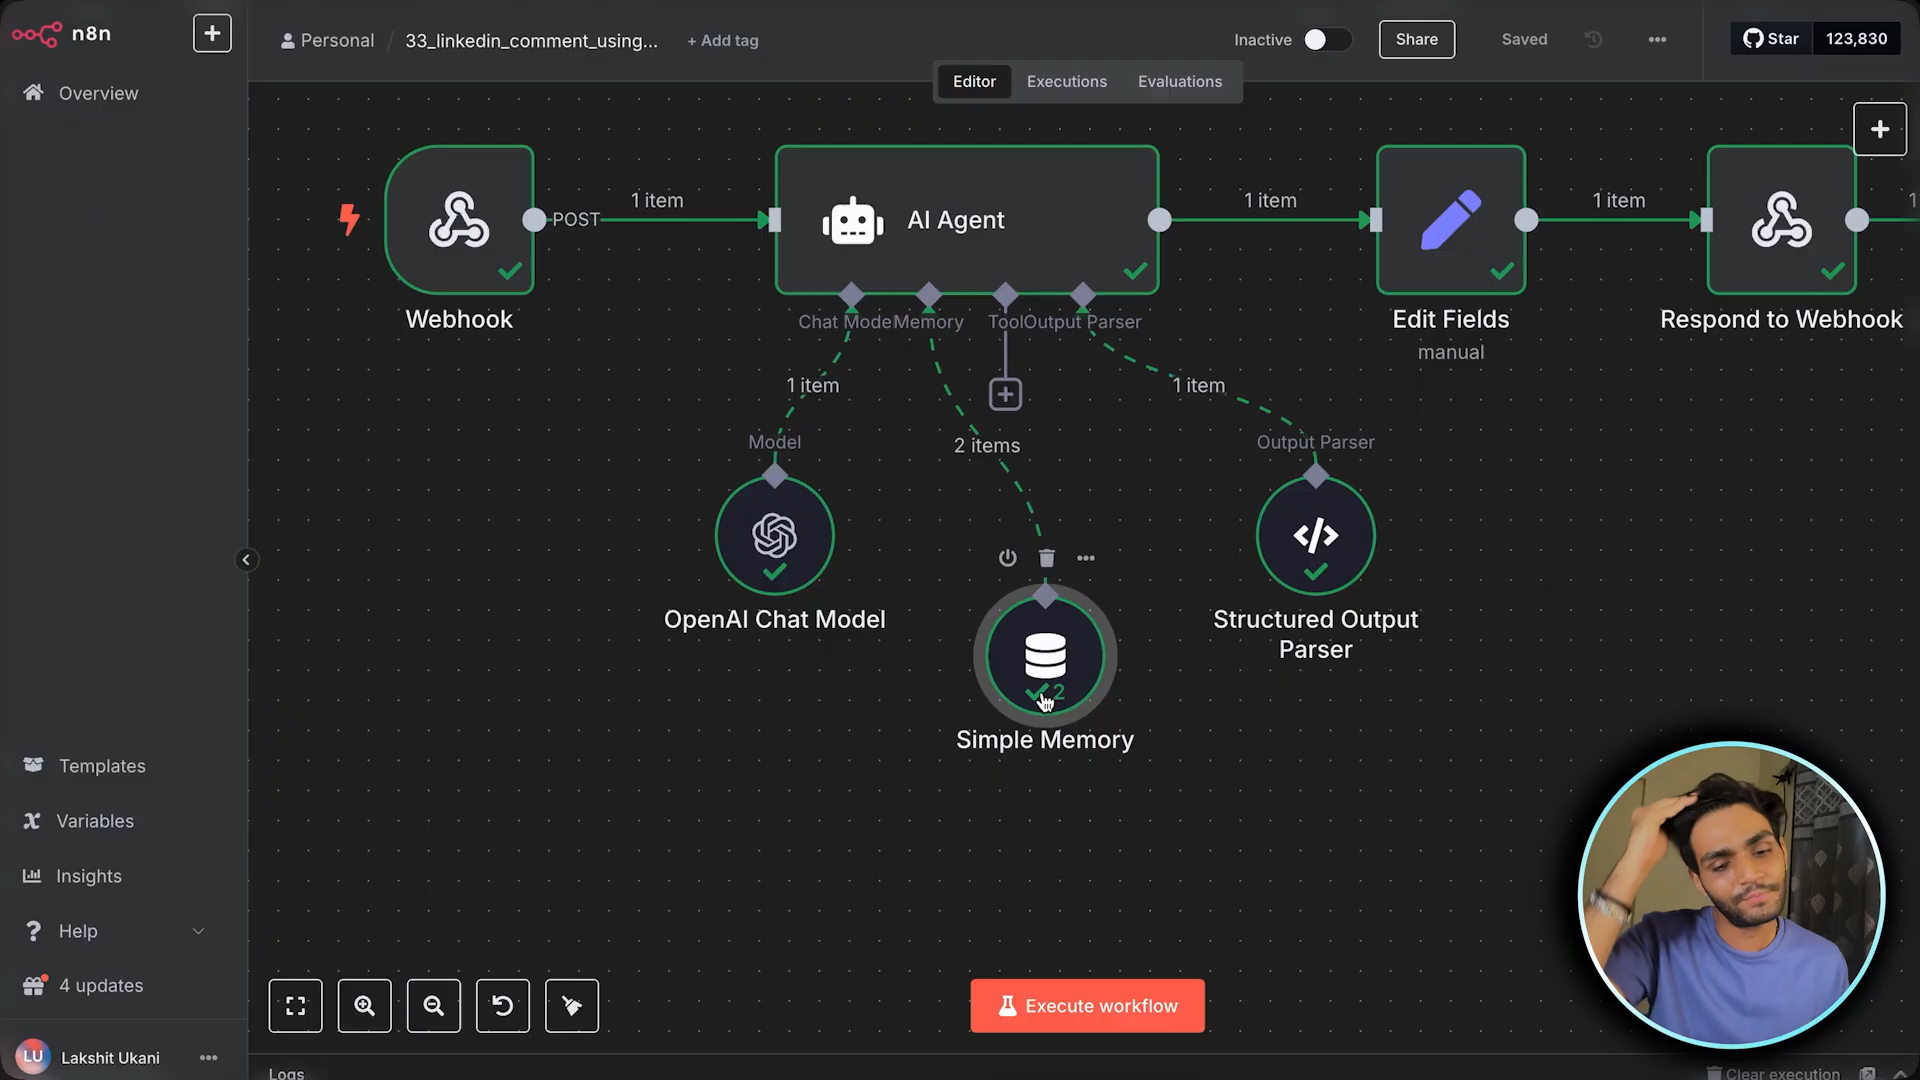 n8n
Personal / 33_linkedin_comment_using... + Add tag
Inactive
Share
Saved
Star 123,830
Editor Executions Evaluations
Overview
POST
1 item
AI Agent
1 item
1 item
1
Webhook
Chat Mode Memory Tool Output Parser
Edit Fields
manual
Respond to Webhook
1 item
1 item
Model
2 items
Output Parser
OpenAI Chat Model
Structured Output
Parser
2
Simple Memory
Templates
Variables
Insights
Help
4 updates
Execute workflow
LU Lakshit Ukani
Logs
Clear execution